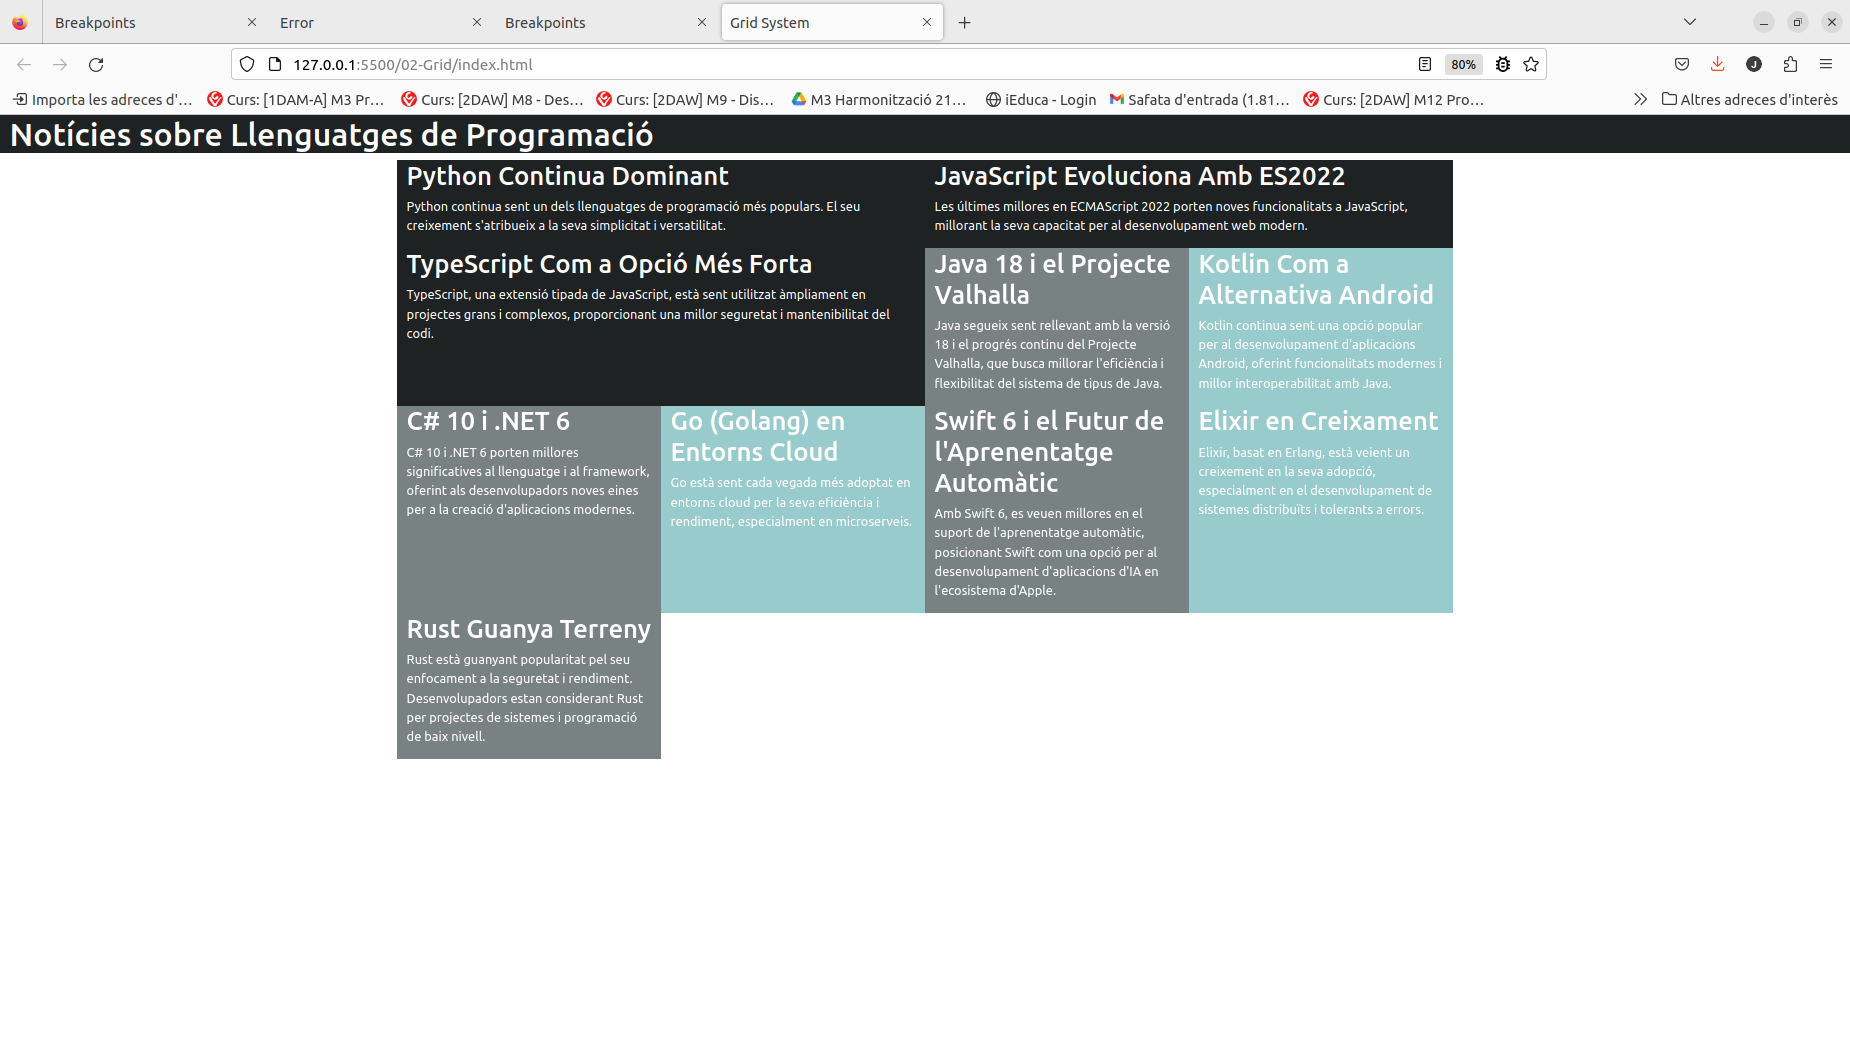 Breakpoints
Error
Breakpoints
Grid System
127.0.0.1:5500/02-Grid/index.html
80%
J
Importa les adreces d'…
Curs: [1DAM-A] M3 Pr…
Curs: [2DAW] M8 - Des…
Curs: [2DAW] M9 - Dis…
M3 Harmonització 21…
iEduca - Login
Safata d'entrada (1.81…
Curs: [2DAW] M12 Pro…
Altres adreces d'interès
Notícies sobre Llenguatges de Programació
Python Continua Dominant
Python continua sent un dels llenguatges de programació més populars. El seu
creixement s'atribueix a la seva simplicitat i versatilitat.
JavaScript Evoluciona Amb ES2022
Les últimes millores en ECMAScript 2022 porten noves funcionalitats a JavaScript,
millorant la seva capacitat per al desenvolupament web modern.
TypeScript Com a Opció Més Forta
TypeScript, una extensió tipada de JavaScript, està sent utilitzat àmpliament en
projectes grans i complexos, proporcionant una millor seguretat i mantenibilitat del
codi.
Java 18 i el Projecte
Valhalla
Java segueix sent rellevant amb la versió
18 i el progrés continu del Projecte
Valhalla, que busca millorar l'eficiència i
flexibilitat del sistema de tipus de Java.
Kotlin Com a
Alternativa Android
Kotlin continua sent una opció popular
per al desenvolupament d'aplicacions
Android, oferint funcionalitats modernes i
millor interoperabilitat amb Java.
C# 10 i .NET 6
C# 10 i .NET 6 porten millores
significatives al llenguatge i al framework,
oferint als desenvolupadors noves eines
per a la creació d'aplicacions modernes.
Go (Golang) en
Entorns Cloud
Go està sent cada vegada més adoptat en
entorns cloud per la seva eficiència i
rendiment, especialment en microserveis.
Swift 6 i el Futur de
l'Aprenentatge
Automàtic
Amb Swift 6, es veuen millores en el
suport de l'aprenentatge automàtic,
posicionant Swift com una opció per al
desenvolupament d'aplicacions d'IA en
l'ecosistema d'Apple.
Elixir en Creixament
Elixir, basat en Erlang, està veient un
creixement en la seva adopció,
especialment en el desenvolupament de
sistemes distribuïts i tolerants a errors.
Rust Guanya Terreny
Rust està guanyant popularitat pel seu
enfocament a la seguretat i rendiment.
Desenvolupadors estan considerant Rust
per projectes de sistemes i programació
de baix nivell.